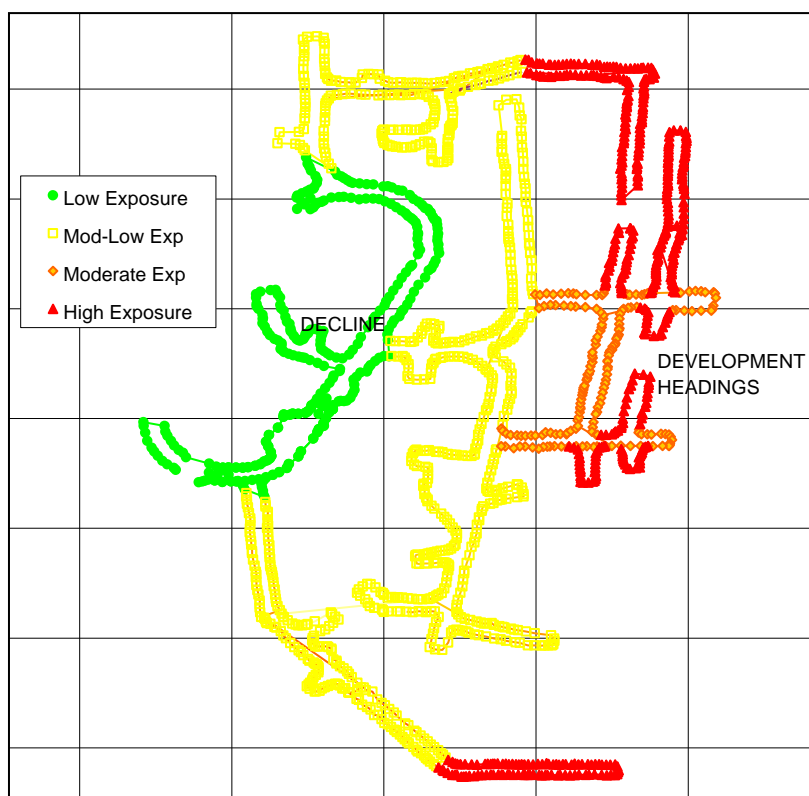 Low Exposure
Mod-Low Exp
Moderate Exp
High Exposure
DECLINE
DEVELOPMENT
HEADINGS